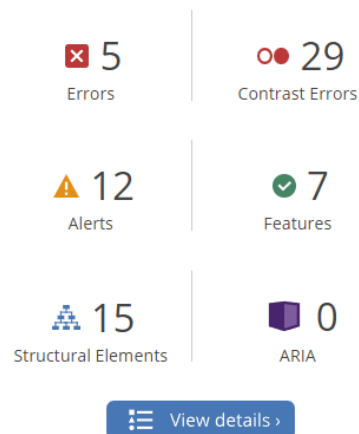 5 29
Errors Contrast Errors
12 7
Alerts Features
15 0
Structural Elements ARIA
View details ›